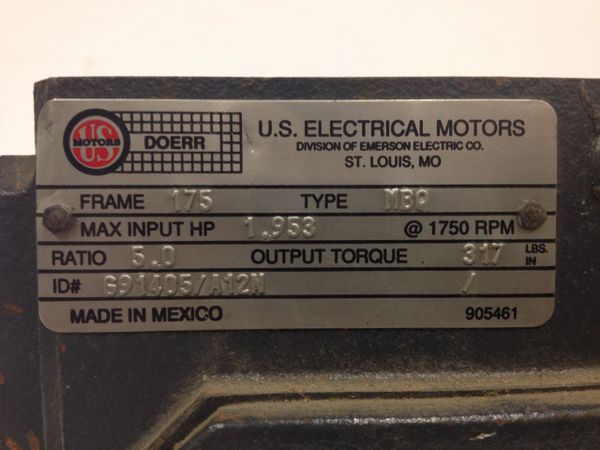 US
MOTORS
DOERR
U.S. ELECTRICAL MOTORS
DIVISION OF EMERSON ELECTRIC CO.
ST. LOUIS, MO
FRAME 175 TYPE MBQ
MAX INPUT HP 1.953 @ 1750 RPM
RATIO 5.0 OUTPUT TORQUE 317 LBS. IN
ID# G91405/A12N /
MADE IN MEXICO 905461